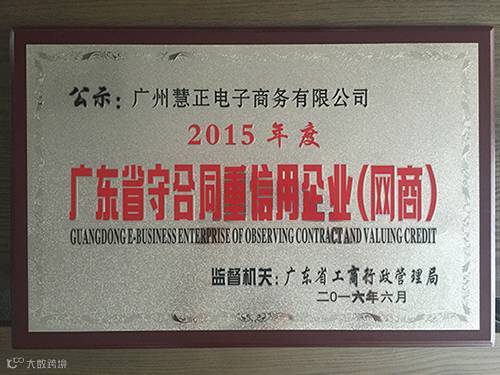 公示：广州慧正电子商务有限公司
2015年度
广东省守合同重信用企业（网商）
GUANGDONG E-BUSINESS ENTERPRISE OF OBSERVING CONTRACT AND VALUING CREDIT
监督机关：广东省工商行政管理局
二〇一六年六月
大数跨境